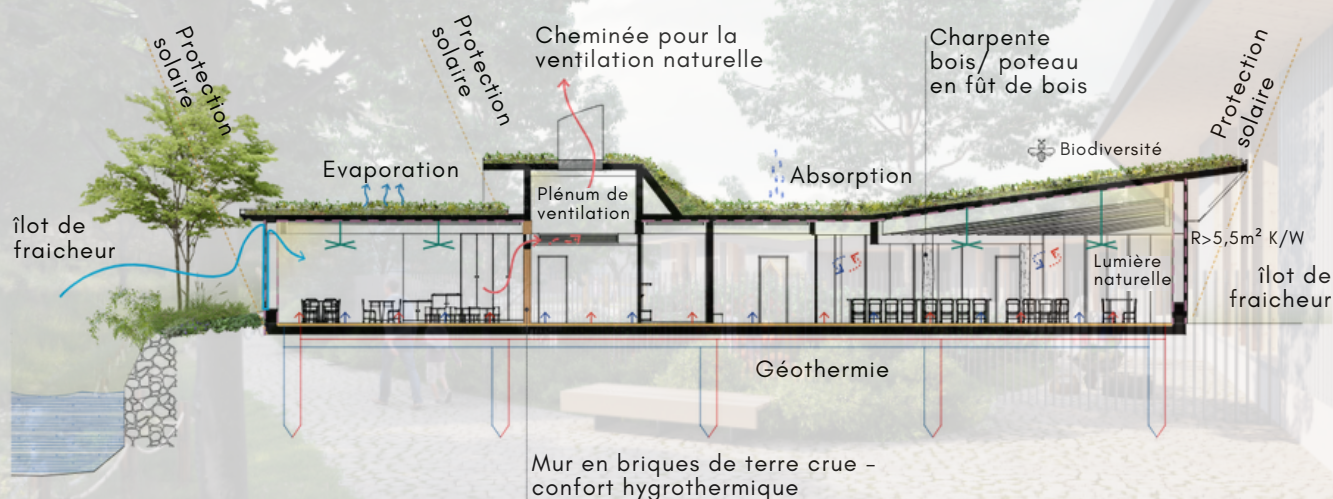 Protection
solaire
Protection
solaire
Cheminée pour la
ventilation naturelle
Charpente
bois/ poteau
en fût de bois
Protection
solaire
Biodiversité
Evaporation
Absorption
Plénum de
ventilation
îlot de
fraicheur
R>5,5m² K/W
Lumière
naturelle
îlot de
fraicheur
Géothermie
Mur en briques de terre crue -
confort hygrothermique